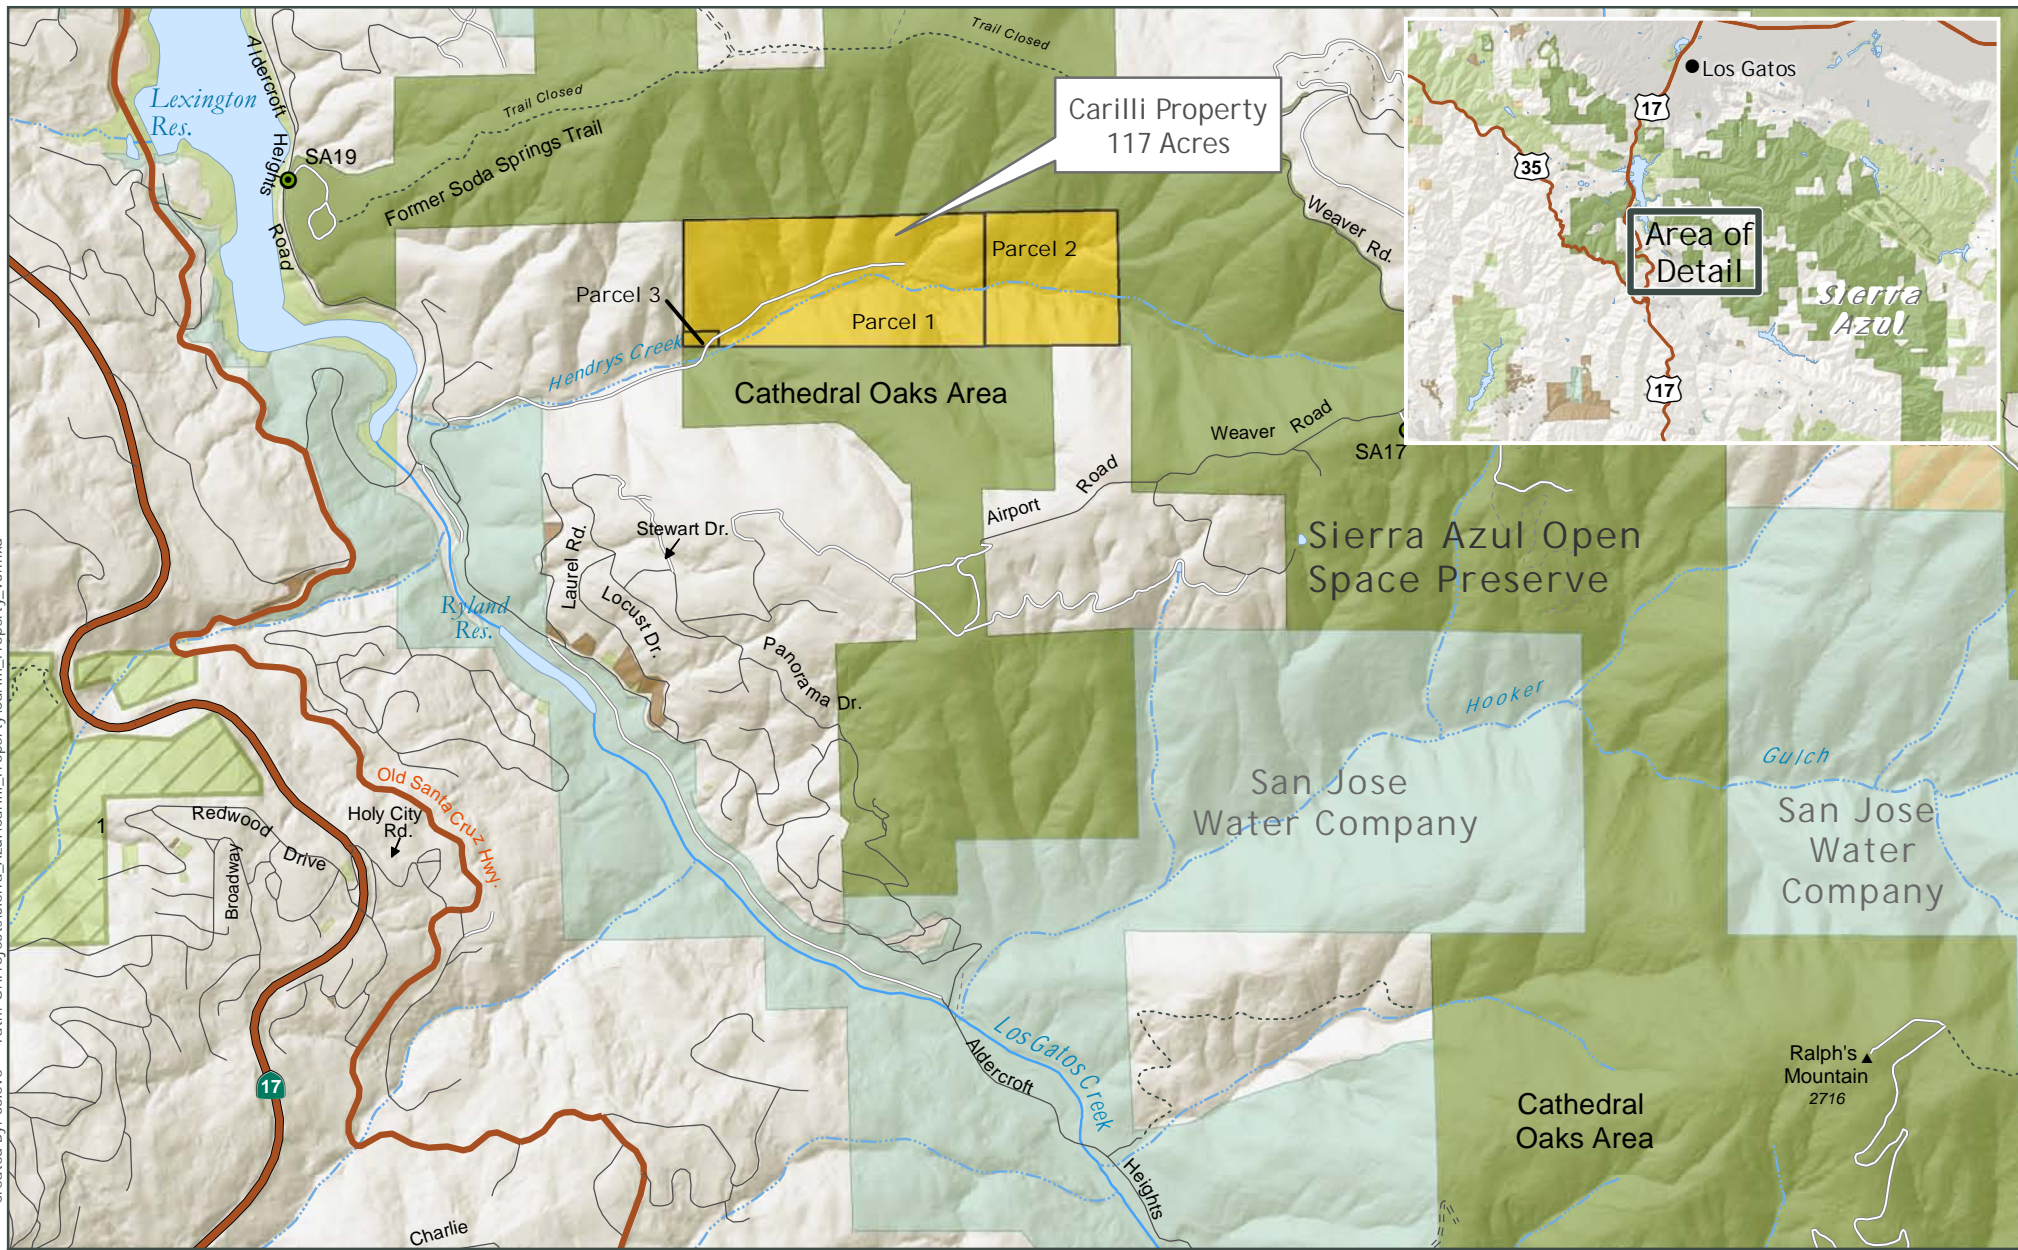 Trail Closed
Aldercroft Heights Road
Lexington
Res.
Trail Closed
Former Soda Springs Trail
SA19
Carilli Property
117 Acres
Weaver Rd.
Los Gatos
17
35
Area of
Detail
Sierra
Azul
17
Parcel 2
Parcel 3
Parcel 1
Hendrys Creek
Cathedral Oaks Area
Weaver Road
SA17
Airport Road
Stewart Dr.
Laurel Rd.
Locust Dr.
Panorama Dr.
Sierra Azul Open
Space Preserve
Ryland
Res.
Hooker
Gulch
San Jose
Water Company
San Jose
Water
Company
Old Santa Cruz Hwy.
Holy City
Rd.
Redwood Drive
Broadway
1
17
Los Gatos Creek
Aldercroft
Heights
Ralph's
Mountain
2716
Cathedral
Oaks Area
Charlie